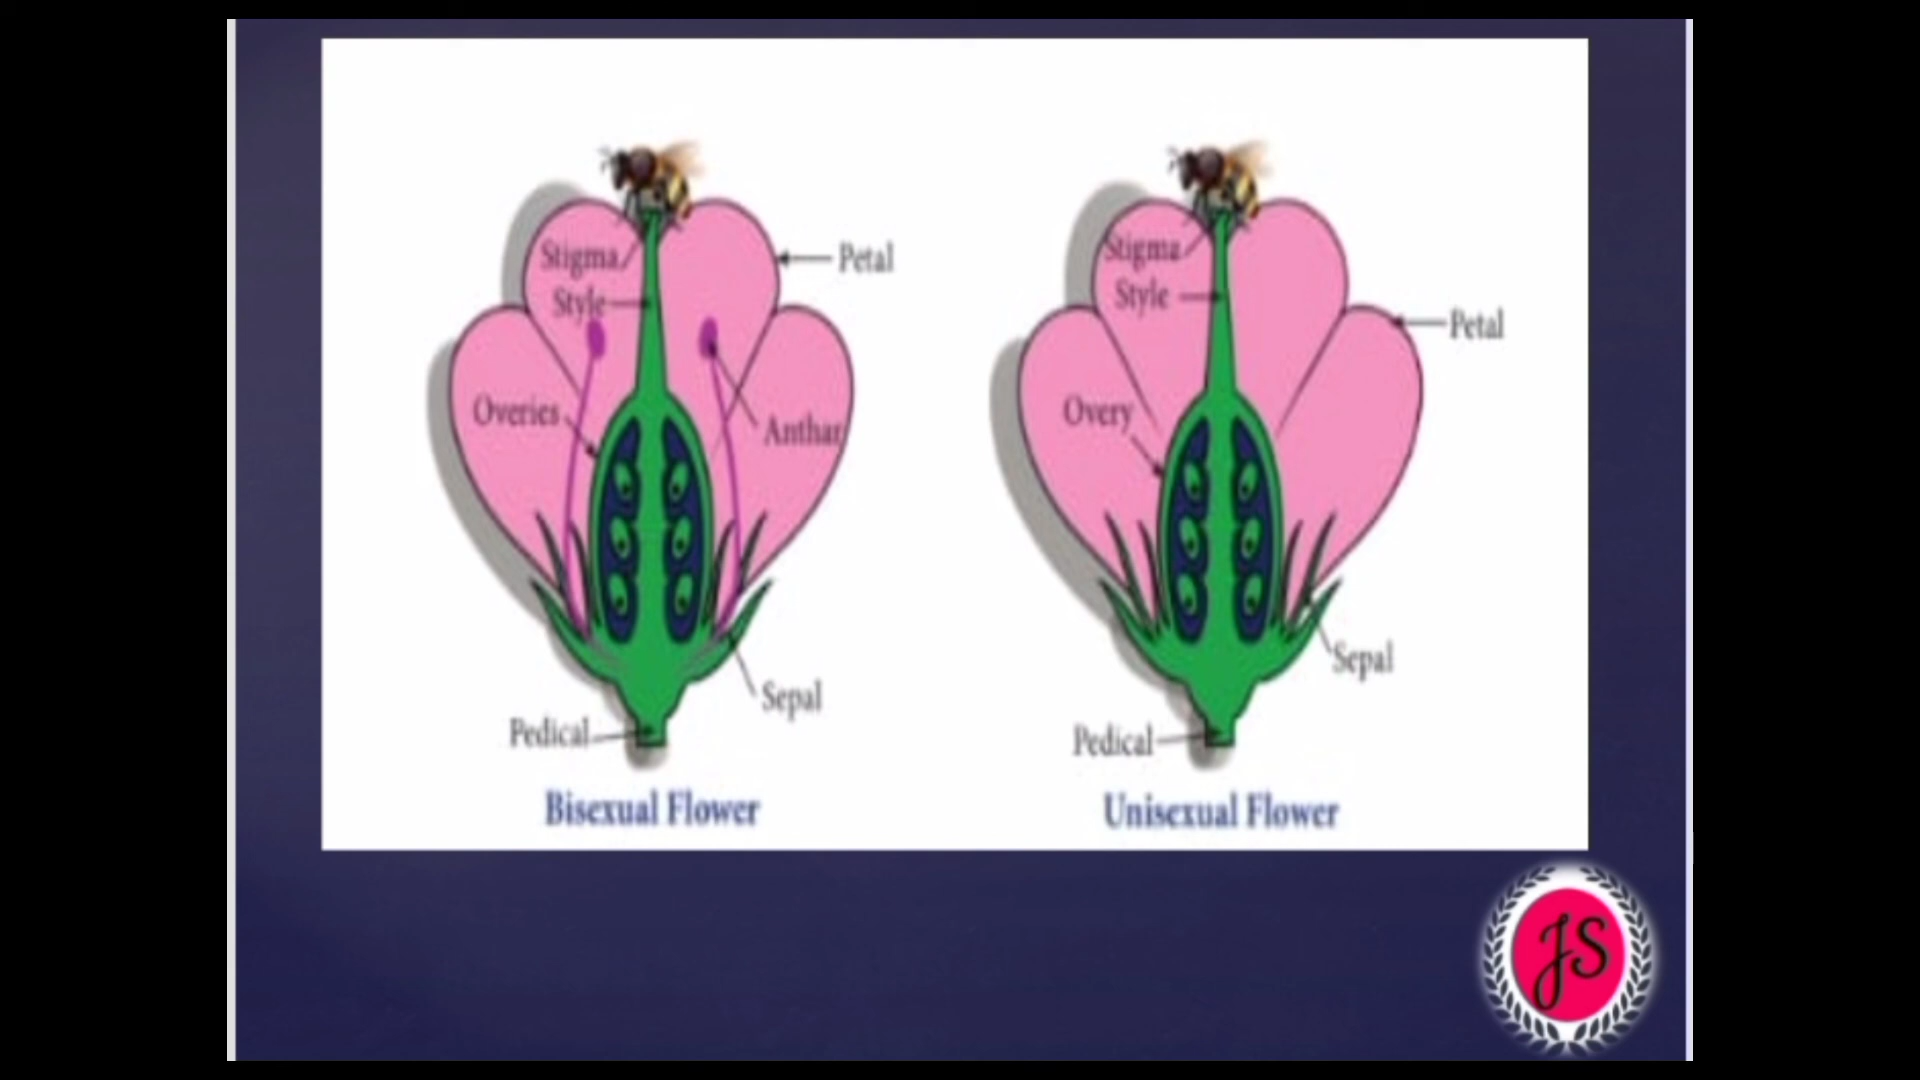 Stigma
Petal
Style
Overies
Anthar
Sepal
Pedical
Bisexual Flower
Stigma
Style
Petal
Overy
Sepal
Pedical
Unisexual Flower
JS